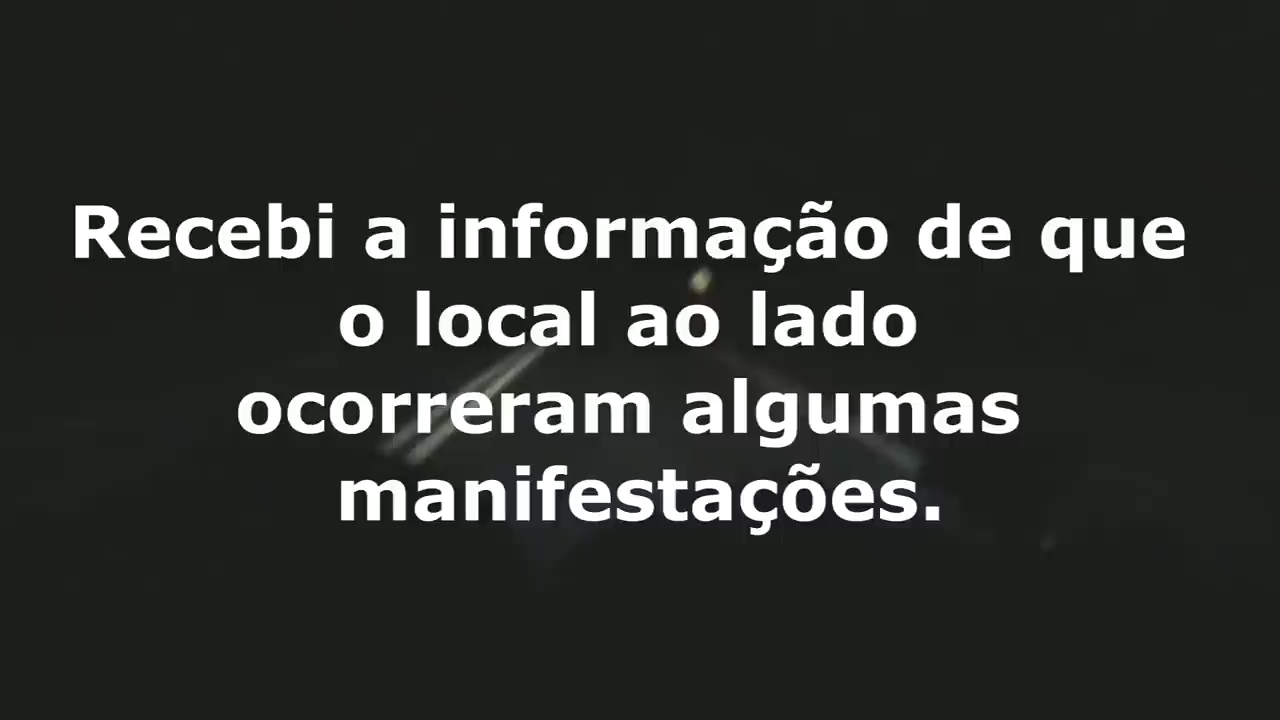 Recebi a informação de que
o local ao lado
ocorreram algumas
manifestações.